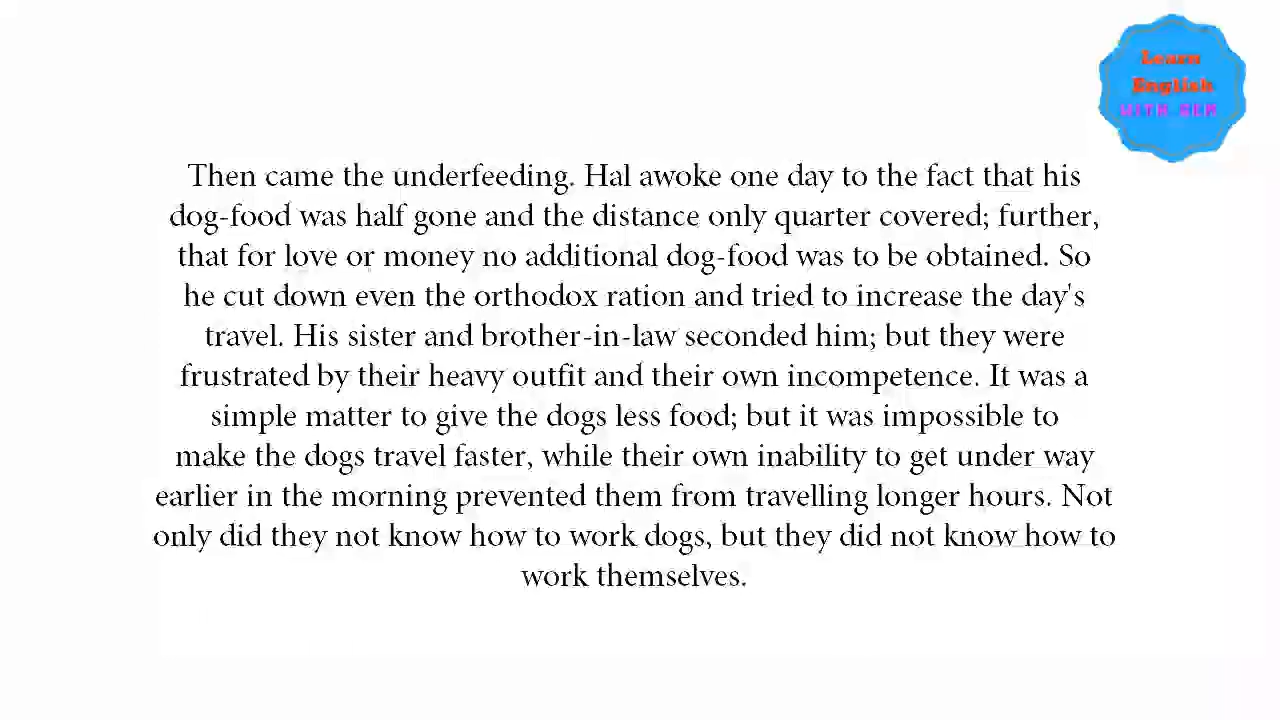 Learn
English
WITH GEM
Then came the underfeeding. Hal awoke one day to the fact that his
dog-food was half gone and the distance only quarter covered; further,
that for love or money no additional dog-food was to be obtained. So
he cut down even the orthodox ration and tried to increase the day's
travel. His sister and brother-in-law seconded him; but they were
frustrated by their heavy outfit and their own incompetence. It was a
simple matter to give the dogs less food; but it was impossible to
make the dogs travel faster, while their own inability to get under way
earlier in the morning prevented them from travelling longer hours. Not
only did they not know how to work dogs, but they did not know how to
work themselves.